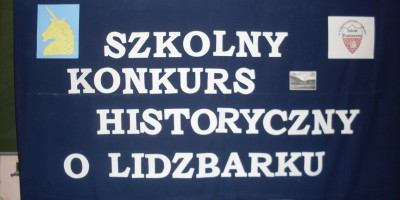 SZKOLNY
KONKURS
HISTORYCZNY
O LIDZBARKU